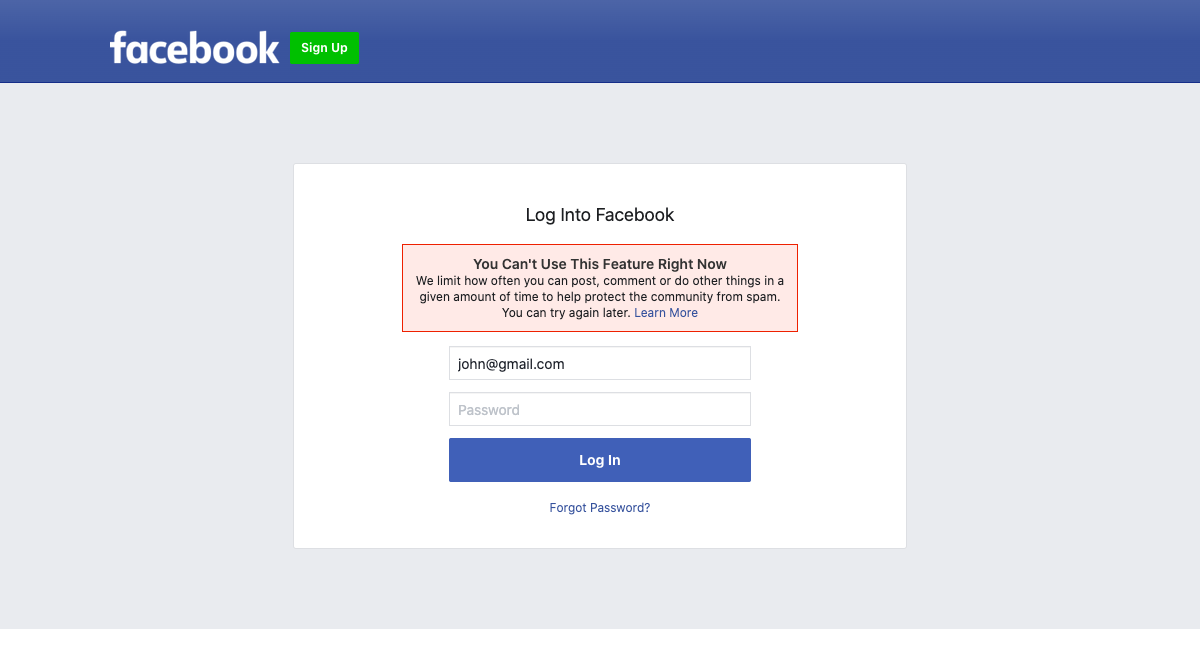 facebook
Sign Up
Log Into Facebook
You Can't Use This Feature Right Now
We limit how often you can post, comment or do other things in a
given amount of time to help protect the community from spam.
You can try again later. Learn More
john@gmail.com
Password
Log In
Forgot Password?